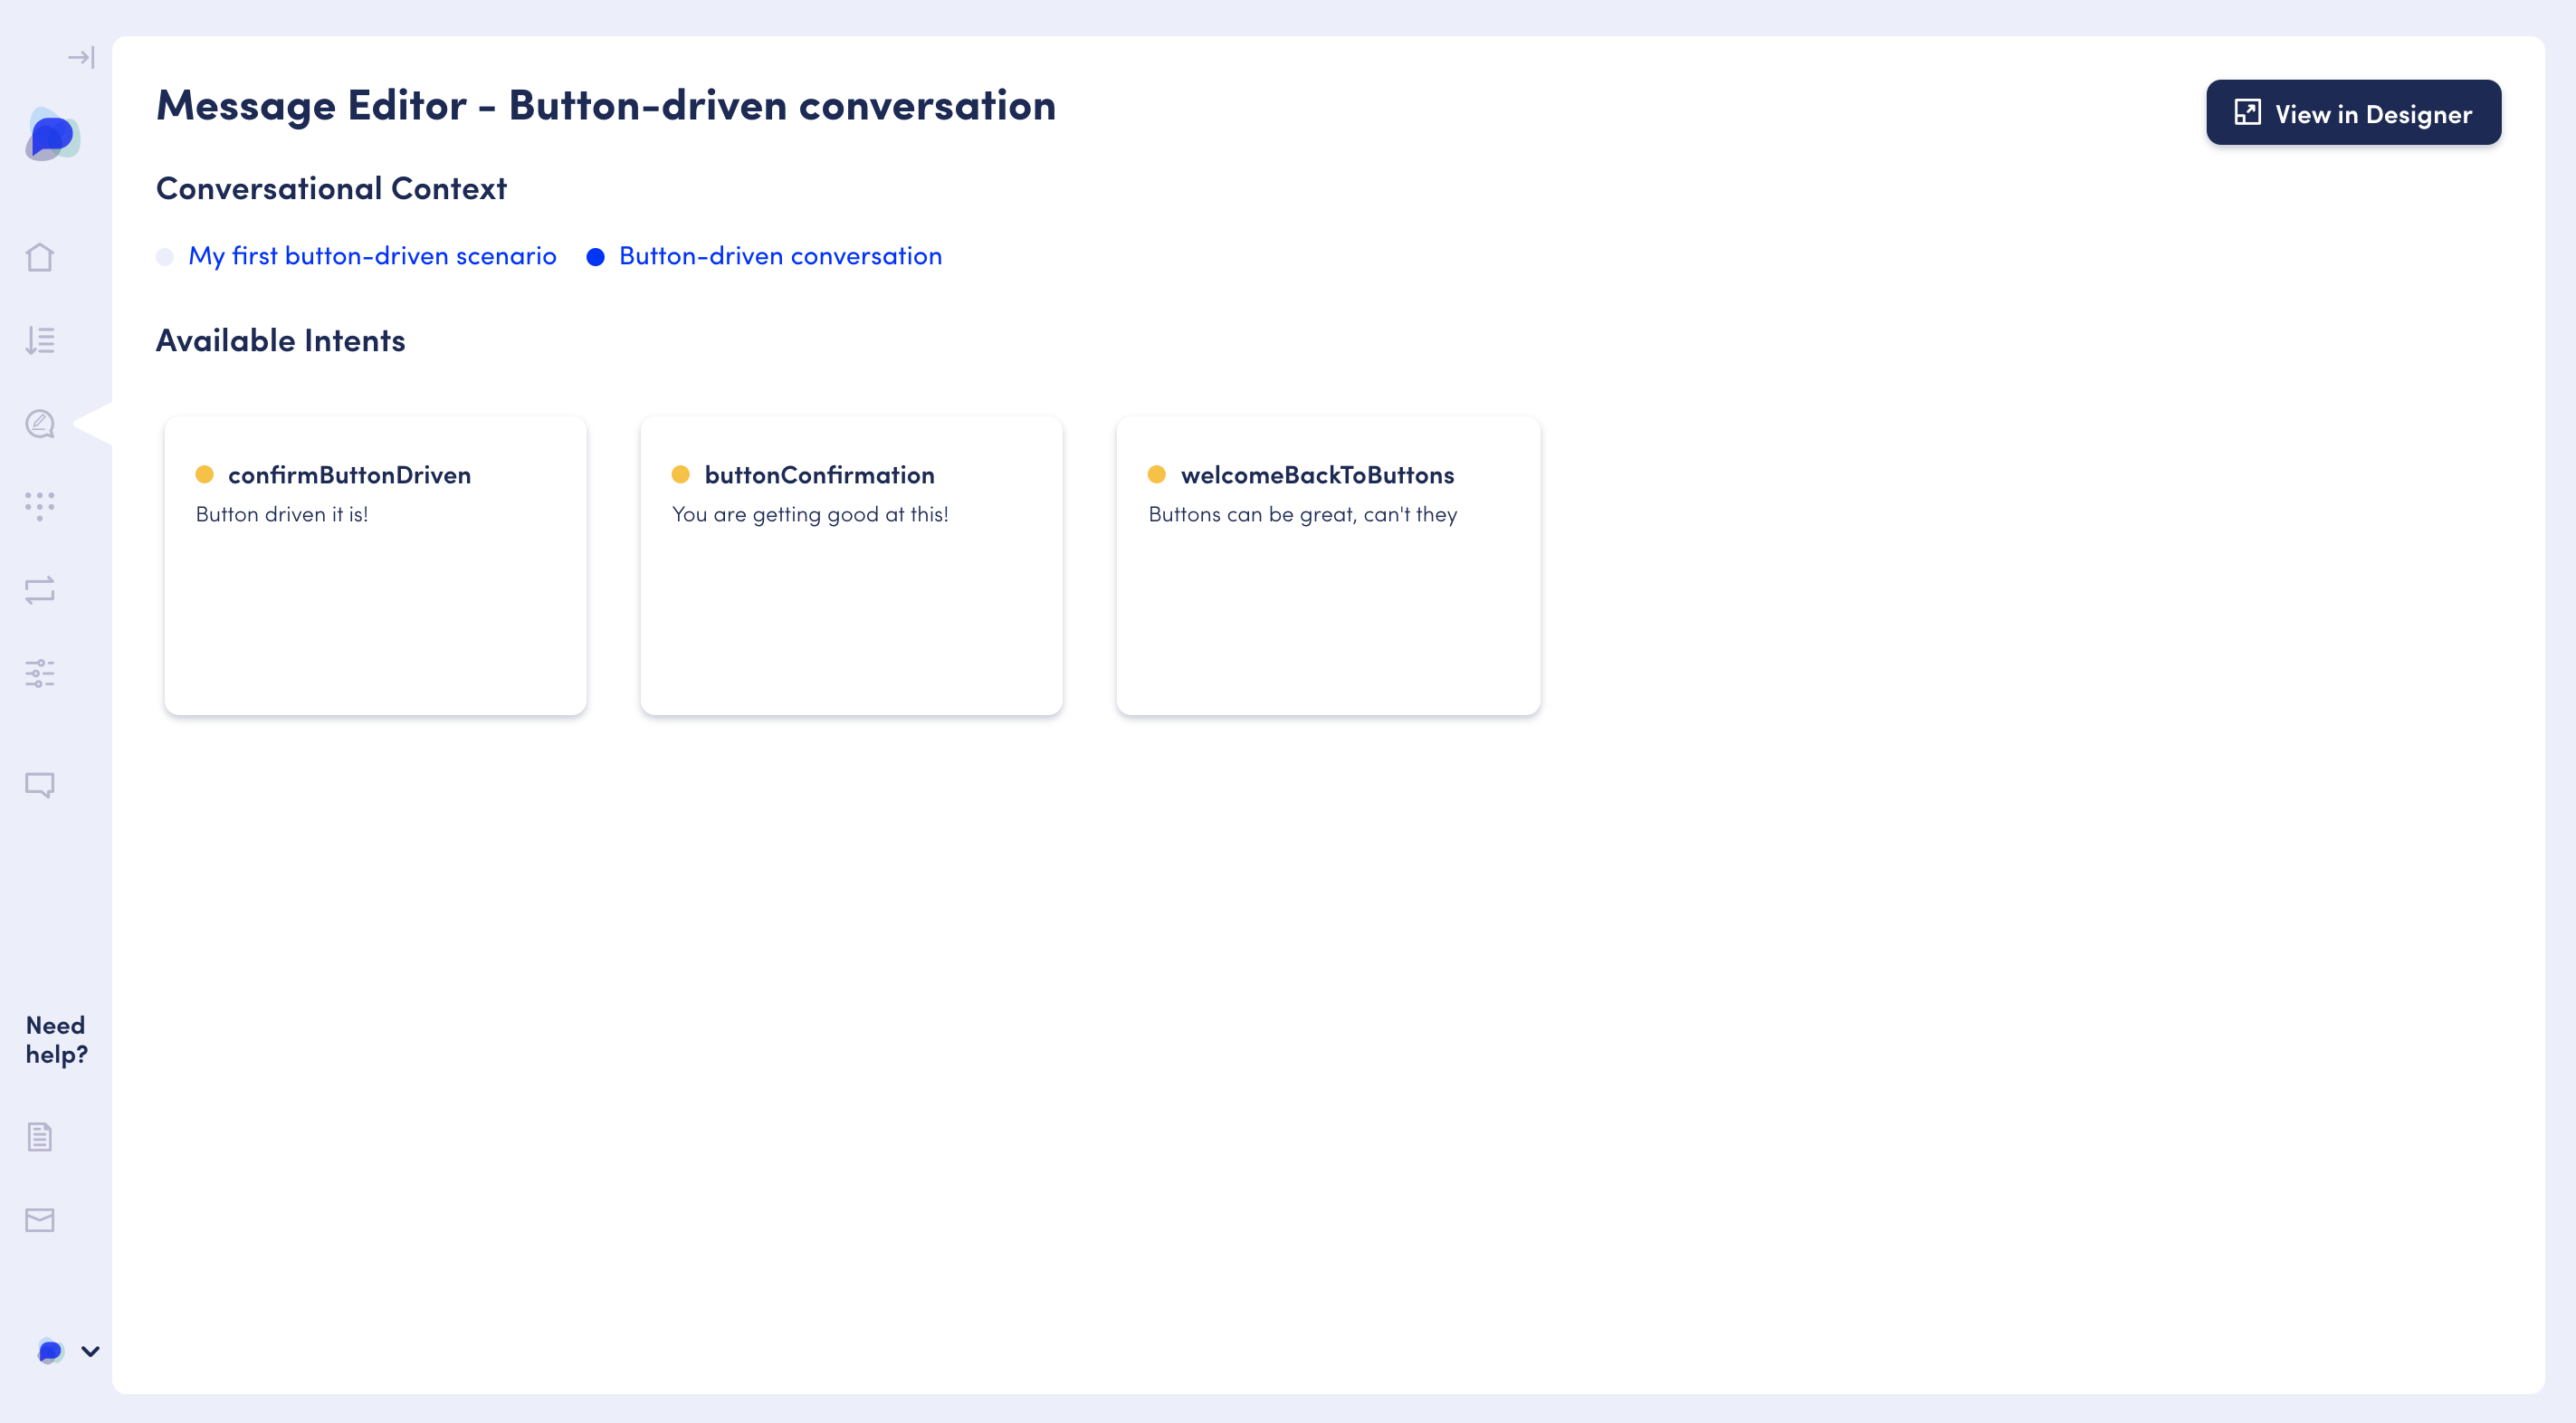 Message Editor - Button-driven conversation
View in Designer
Conversational Context
My first button-driven scenario
Button-driven conversation
Available Intents
confirmButtonDriven
Button driven it is!
buttonConfirmation
You are getting good at this!
welcomeBackToButtons
Buttons can be great, can't they
Need
help?